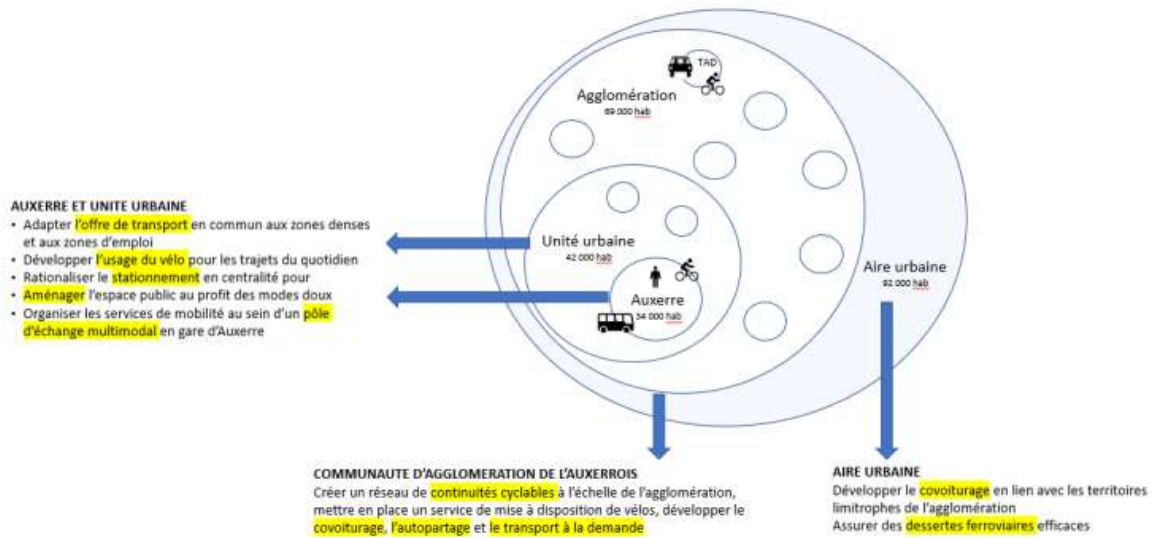 TAD
Agglomération
69 000 hab
Unité urbaine
42 000 hab
Auxerre
34 000 hab
Aire urbaine
92 000 hab
AUXERRE ET UNITE URBAINE
• Adapter l'offre de transport en commun aux zones denses
et aux zones d'emploi
• Développer l'usage du vélo pour les trajets du quotidien
• Rationaliser le stationnement en centralité pour
• Aménager l'espace public au profit des modes doux
• Organiser les services de mobilité au sein d'un pôle
d'échange multimodal en gare d'Auxerre
COMMUNAUTE D'AGGLOMERATION DE L'AUXERROIS
Créer un réseau de continuités cyclables à l'échelle de l'agglomération,
mettre en place un service de mise à disposition de vélos, développer le
covoiturage, l'autopartage et le transport à la demande
AIRE URBAINE
Développer le covoiturage en lien avec les territoires
limitrophes de l'agglomération
Assurer des dessertes ferroviaires efficaces